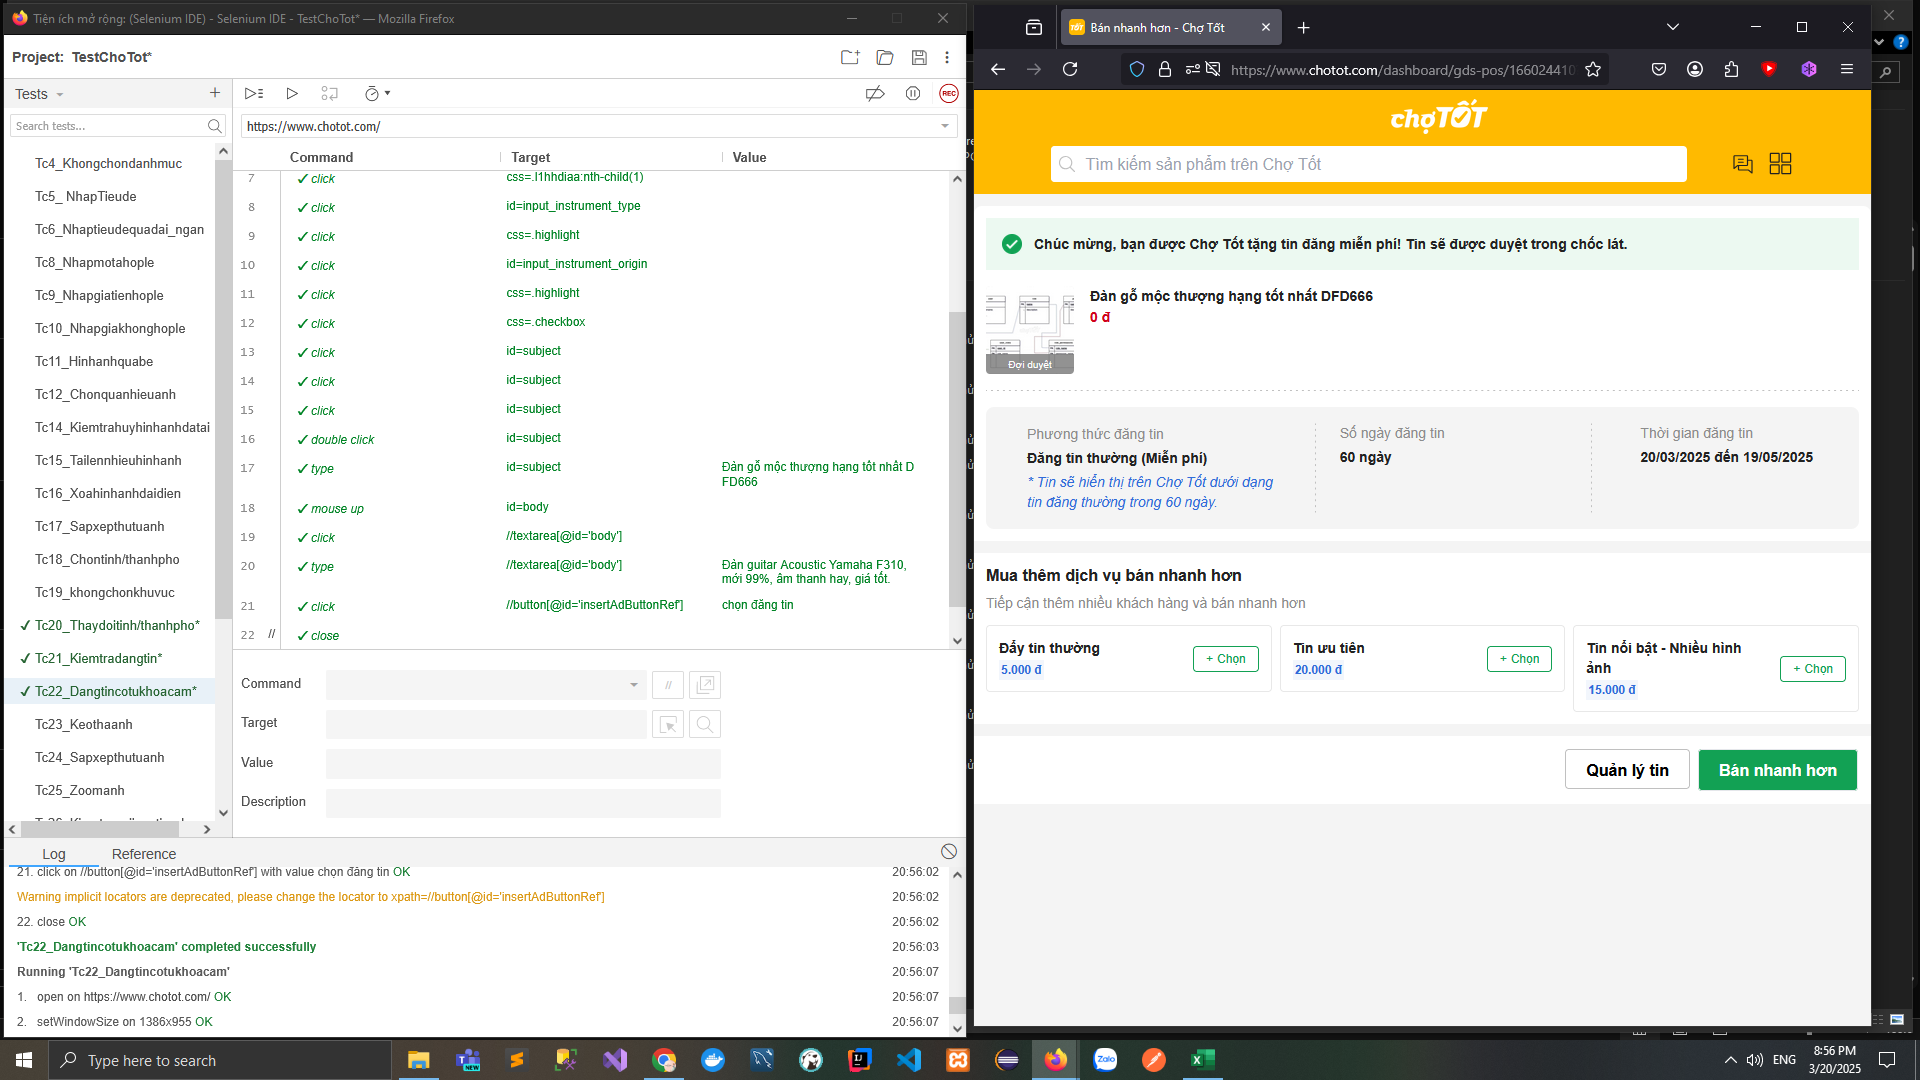 Tiện ích mở rộng: (Selenium IDE) - Selenium IDE - TestChoTot* — Mozilla Firefox
Project: TestChoTot*
Tests
Search tests...
Tc4_Khongchondanhmuc
Tc5_ NhapTieude
Tc6_Nhaptieudequadai_ngan
Tc8_Nhapmotahople
Tc9_Nhapgiatienhople
Tc10_Nhapgiakhonghople
Tc11_Hinhanhquabe
Tc12_Chonquanhieuanh
Tc14_Kiemtrahuyhinhanhdatai
Tc15_Tailennhieuhinhanh
Tc16_Xoahinhanhdaidien
Tc17_Sapxepthutuanh
Tc18_Chontinh/thanhpho
Tc19_khongchonkhuvuc
✓ Tc20_Thaydoitinh/thanhpho*
✓ Tc21_Kiemtradangtin*
✓ Tc22_Dangtincotukhoacam*
Tc23_Keothaanh
Tc24_Sapxepthutuanh
Tc25_Zoomanh
REC
https://www.chotot.com/
Command Target Value
7 ✓ click css=.l1hhdiaa:nth-child(1)
8 ✓ click id=input_instrument_type
9 ✓ click css=.highlight
10 ✓ click id=input_instrument_origin
11 ✓ click css=.highlight
12 ✓ click css=.checkbox
13 ✓ click id=subject
14 ✓ click id=subject
15 ✓ click id=subject
16 ✓ double click id=subject
17 ✓ type id=subject Đàn gỗ mộc thượng hạng tốt nhất D
FD666
18 ✓ mouse up id=body
19 ✓ click //textarea[@id='body']
20 ✓ type //textarea[@id='body'] Đàn guitar Acoustic Yamaha F310,
mới 99%, âm thanh hay, giá tốt.
21 ✓ click //button[@id='insertAdButtonRef'] chọn đăng tin
22 // ✓ close
Command //
Target
Value
Description
Log Reference
21. click on //button[@id='insertAdButtonRef'] with value chọn đăng tin OK 20:56:02
Warning implicit locators are deprecated, please change the locator to xpath=//button[@id='insertAdButtonRef'] 20:56:02
22. close OK 20:56:02
'Tc22_Dangtincotukhoacam' completed successfully 20:56:03
Running 'Tc22_Dangtincotukhoacam' 20:56:07
1. open on https://www.chotot.com/ OK 20:56:07
2. setWindowSize on 1386x955 OK 20:56:07
Bán nhanh hơn - Chợ Tốt
https://www.chotot.com/dashboard/gds-pos/166024410
chợTỐT
Tìm kiếm sản phẩm trên Chợ Tốt
Chúc mừng, bạn được Chợ Tốt tặng tin đăng miễn phí! Tin sẽ được duyệt trong chốc lát.
Đàn gỗ mộc thượng hạng tốt nhất DFD666
0 đ
Đợi duyệt
Phương thức đăng tin
Đăng tin thường (Miễn phí)
* Tin sẽ hiển thị trên Chợ Tốt dưới dạng
tin đăng thường trong 60 ngày.
Số ngày đăng tin
60 ngày
Thời gian đăng tin
20/03/2025 đến 19/05/2025
Mua thêm dịch vụ bán nhanh hơn
Tiếp cận thêm nhiều khách hàng và bán nhanh hơn
Đẩy tin thường
5.000 đ
+ Chọn
Tin ưu tiên
20.000 đ
+ Chọn
Tin nổi bật - Nhiều hình
ảnh
15.000 đ
+ Chọn
Quản lý tin
Bán nhanh hơn
Type here to search
NEW
Zalo
ENG
8:56 PM
3/20/2025